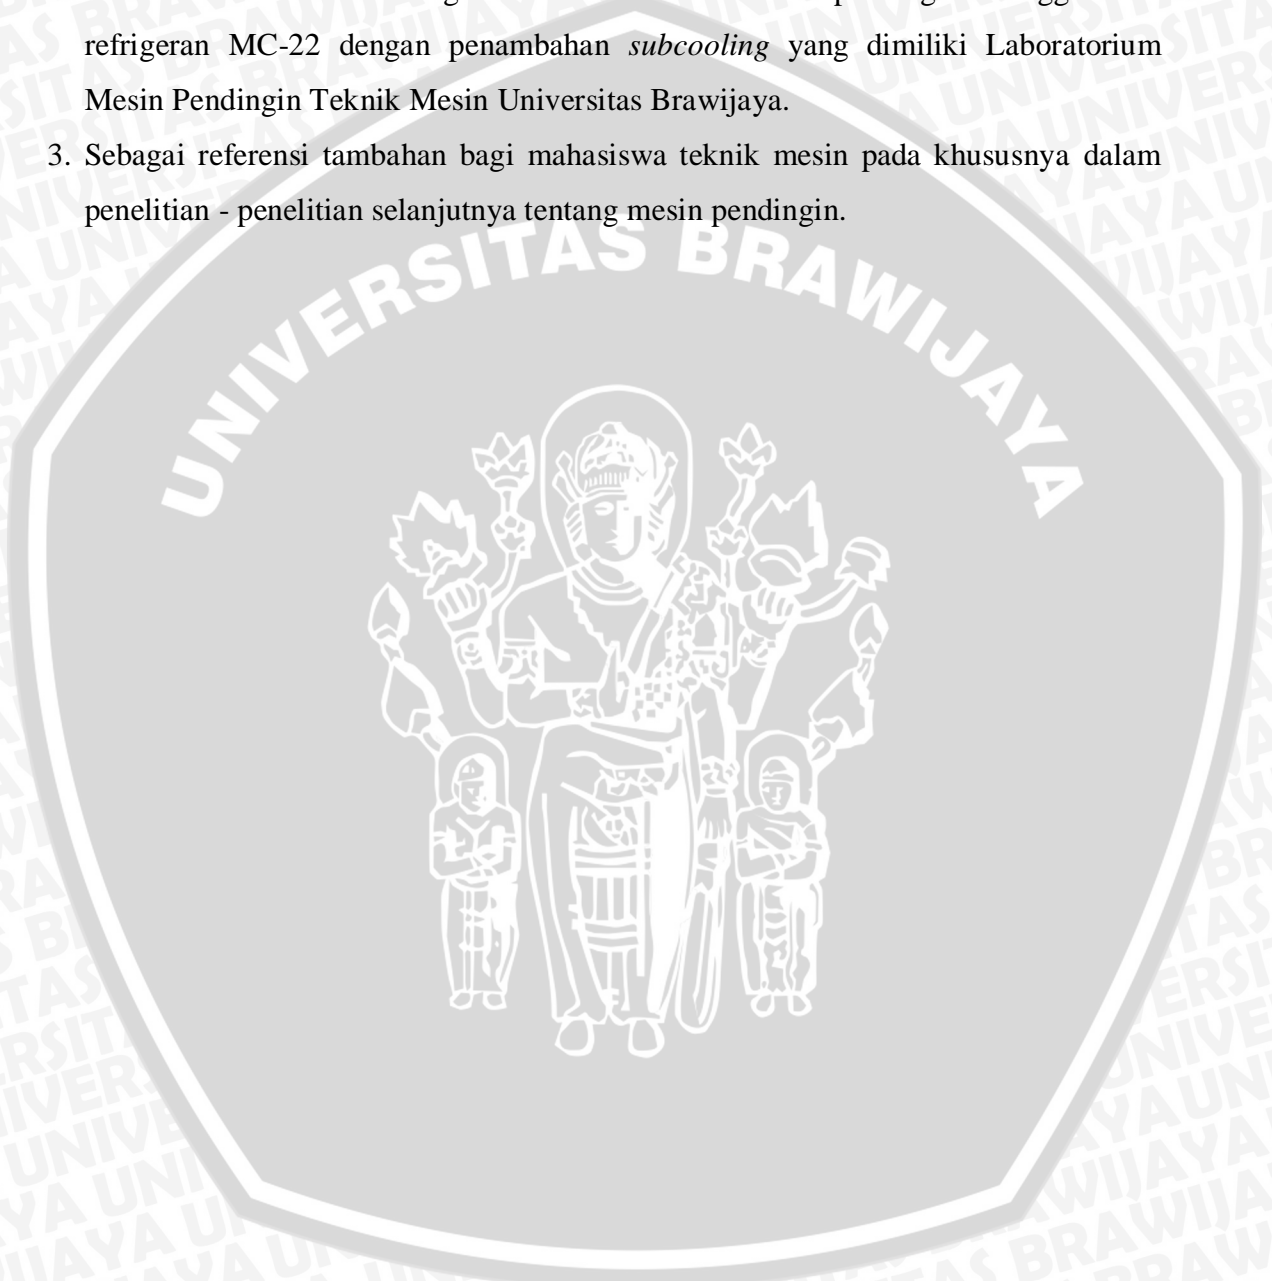 refrigeran MC-22 dengan penambahan subcooling yang dimiliki Laboratorium
Mesin Pendingin Teknik Mesin Universitas Brawijaya.
3. Sebagai referensi tambahan bagi mahasiswa teknik mesin pada khususnya dalam
penelitian - penelitian selanjutnya tentang mesin pendingin.
UNIVERSITAS BRAWIJAYA